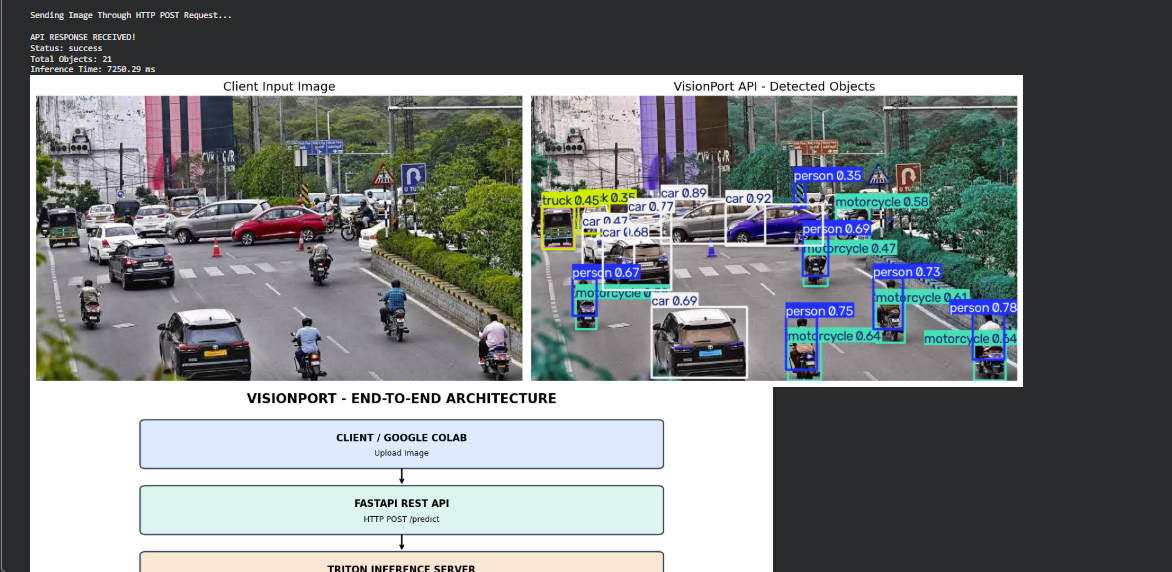 Sending Image Through HTTP POST Request...
API RESPONSE RECEIVED!
Status: success
Total Objects: 21
Inference Time: 7250.29 ms
Client Input Image
VisionPort API - Detected Objects
U TURN
person 0.35
car 0.89
car 0.92
truck 0.45
k 0.35
car 0.77
motorcycle 0.58
car 0.47
car 0.68
person 0.69
motorcycle 0.47
person 0.67
person 0.73
motorcycle
car 0.69
motorcycle 0.61
person 0.75
person 0.78
motorcycle 0.64
motorcycle 0.64
VISIONPORT - END-TO-END ARCHITECTURE
CLIENT / GOOGLE COLAB
Upload Image
FASTAPI REST API
HTTP POST /predict
TRITON INFERENCE SERVER